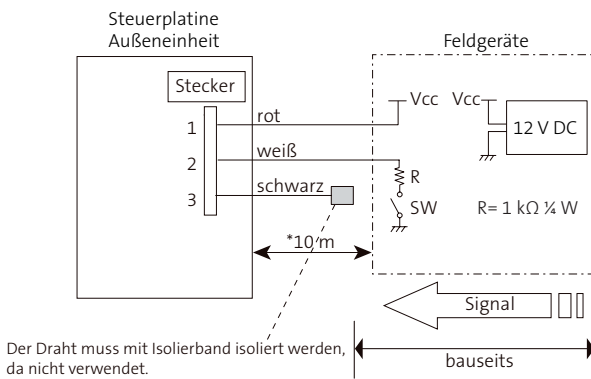 Steuerplatine
Außeneinheit
Feldgeräte
Stecker
Vcc
Vcc
12 V DC
1
rot
2
weiß
3
schwarz
R
SW
R= 1 kΩ ¼ W
*10 m
Signal
Der Draht muss mit Isolierband isoliert werden,
da nicht verwendet.
bauseits